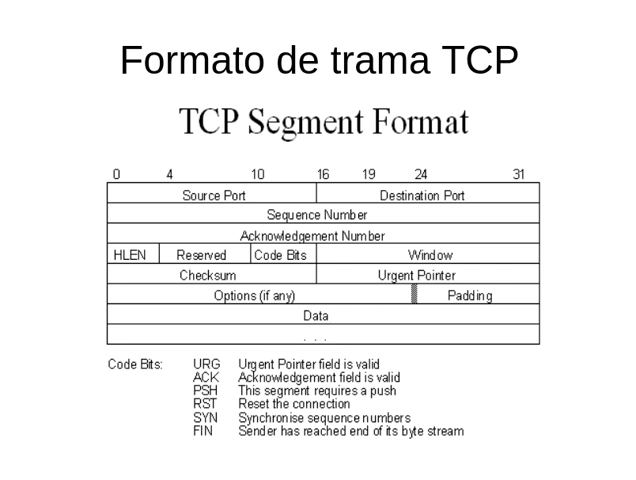 Formato de trama TCP
TCP Segment Format
0 4 10 16 19 24 31
Source Port Destination Port
Sequence Number
Acknowledgement Number
HLEN Reserved Code Bits Window
Checksum Urgent Pointer
Options (if any) Padding
Data
. . .
Code Bits: URG Urgent Pointer field is valid
ACK Acknowledgement field is valid
PSH This segment requires a push
RST Reset the connection
SYN Synchronise sequence numbers
FIN Sender has reached end of its byte stream